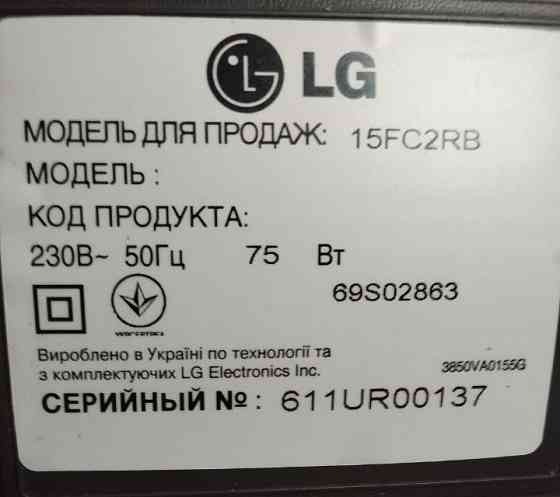 LG
МОДЕЛЬ ДЛЯ ПРОДАЖ: 15FC2RB
МОДЕЛЬ :
КОД ПРОДУКТА:
230В~ 50Гц 75 Вт
69S02863
Вироблено в Україні по технології та
з комплектуючих LG Electronics Inc.
3850VA0155G
СЕРИЙНЫЙ № : 611UR00137